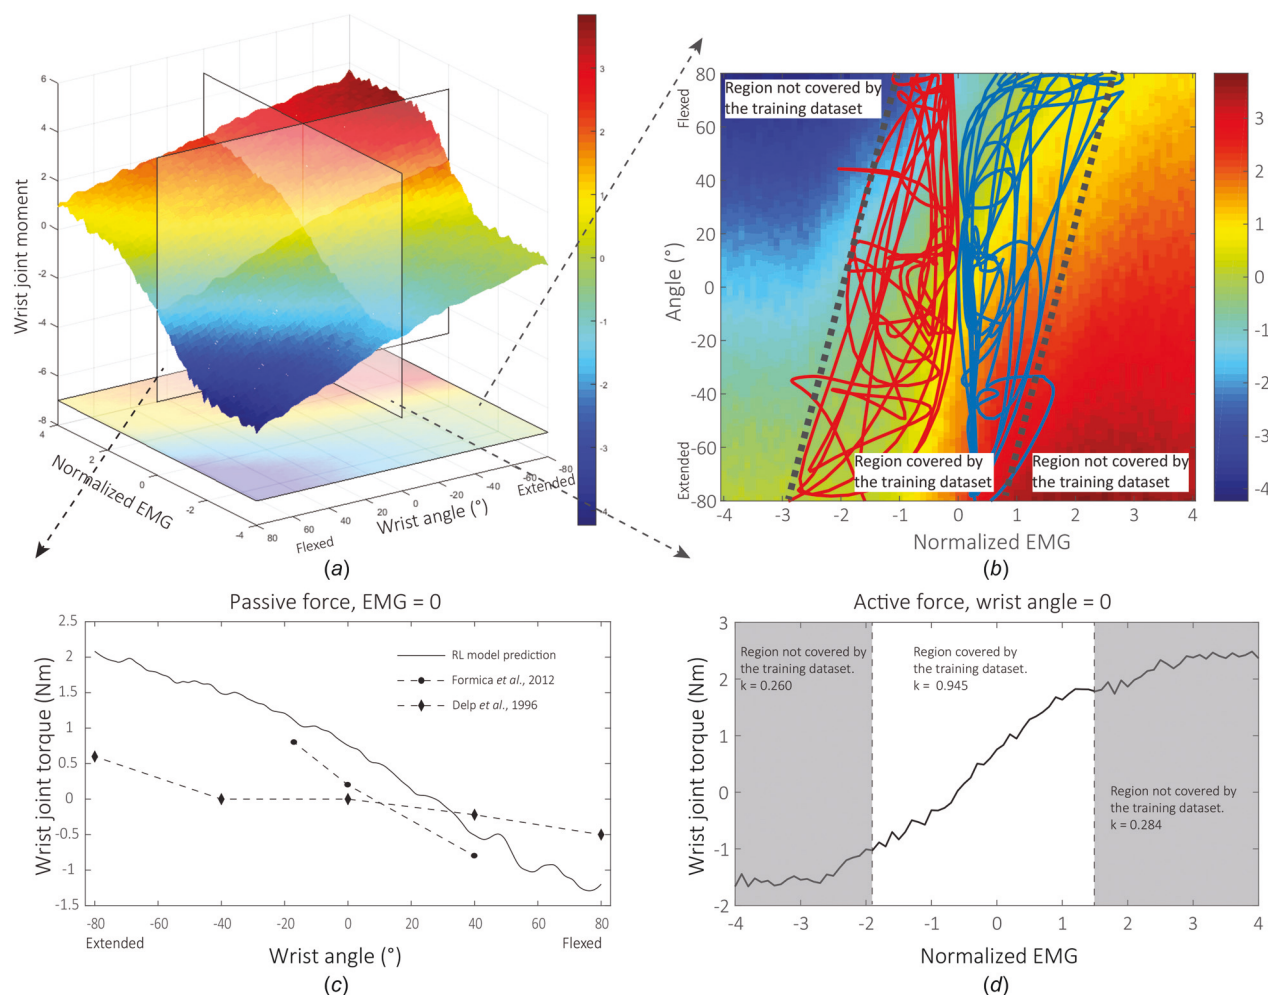 6
4
2
0
-2
-4
-6
-8
Wrist joint moment
4
2
0
-2
-4
Normalized EMG
80
60
40
20
0
-20
-40
-60
-80
Flexed
Wrist angle (°)
Extended
3
2
1
0
-1
-2
-3
(a)
Region not covered by
the training dataset
80
60
40
20
0
-20
-40
-60
-80
Flexed
Angle (°)
Extended
Region covered by
the training dataset
Region not covered by
the training dataset
-4
-3
-2
-1
0
1
2
3
4
Normalized EMG
3
2
1
0
-1
-2
-3
-4
(b)
Passive force, EMG = 0
2.5
2
1.5
1
0.5
0
-0.5
-1
-1.5
Wrist joint torque (Nm)
RL model prediction
Formica et al., 2012
Delp et al., 1996
-80
-60
-40
-20
0
20
40
60
80
Extended
Flexed
Wrist angle (°)
(c)
Active force, wrist angle = 0
3
2
1
0
-1
-2
Wrist joint torque (Nm)
Region not covered by
the training dataset.
k = 0.260
Region covered by
the training dataset.
k = 0.945
Region not covered by
the training dataset.
k = 0.284
-4
-3
-2
-1
0
1
2
3
4
Normalized EMG
(d)